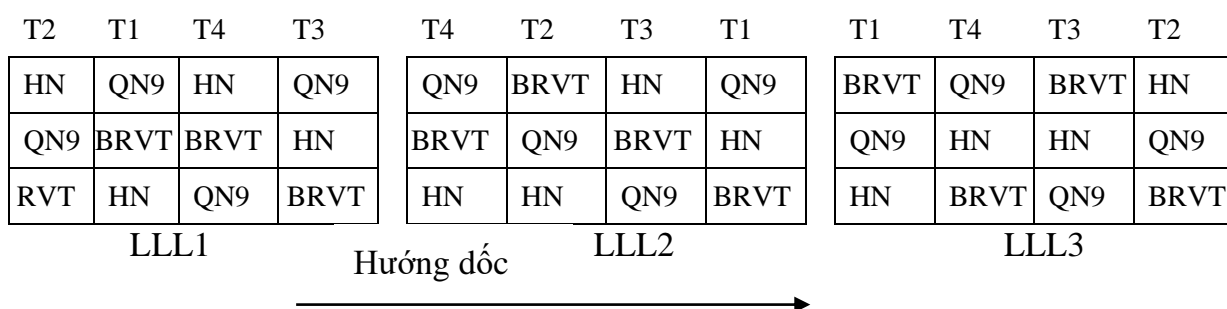 T2 T1 T4 T3 T4 T2 T3 T1 T1 T4 T3 T2
HN QN9 HN QN9 QN9 BRVT HN QN9 BRVT QN9 BRVT HN
QN9 BRVT BRVT HN BRVT QN9 BRVT HN QN9 HN HN QN9
RVT HN QN9 BRVT HN HN QN9 BRVT HN BRVT QN9 BRVT
LLL1 LLL2 LLL3
Hướng dốc